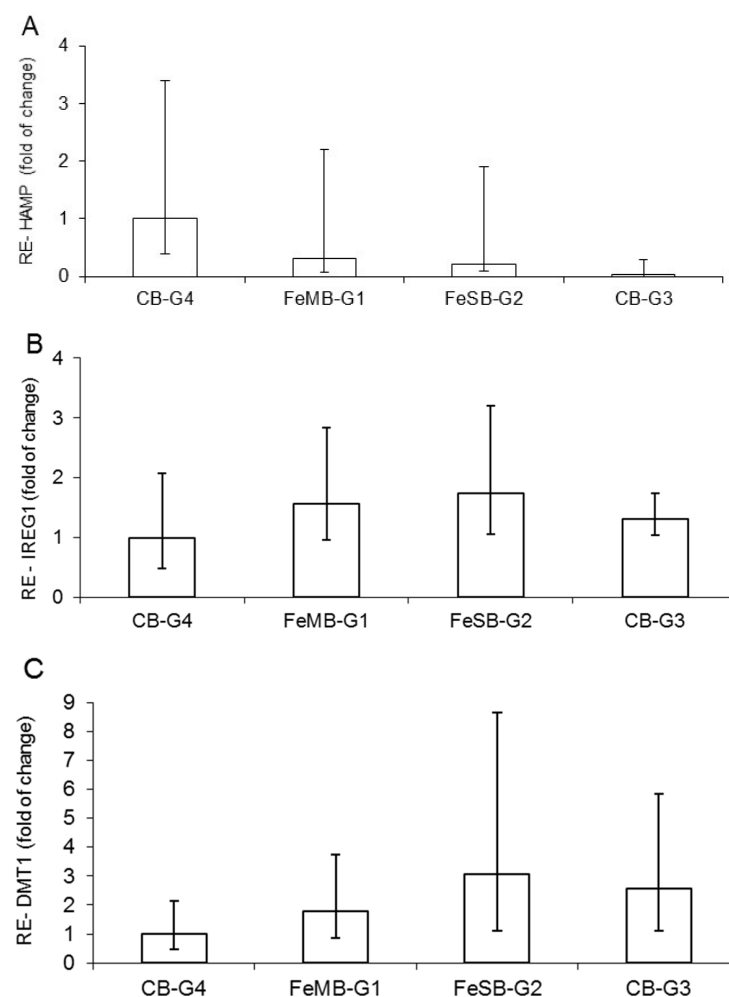 A
RE- HAMP (fold of change)
4
3
2
1
0
CB-G4 FeMB-G1 FeSB-G2 CB-G3
B
RE - IREG1 (fold of change)
4
3
2
1
0
CB-G4 FeMB-G1 FeSB-G2 CB-G3
C
RE- DMT1 (fold of change)
9
8
7
6
5
4
3
2
1
0
CB-G4 FeMB-G1 FeSB-G2 CB-G3